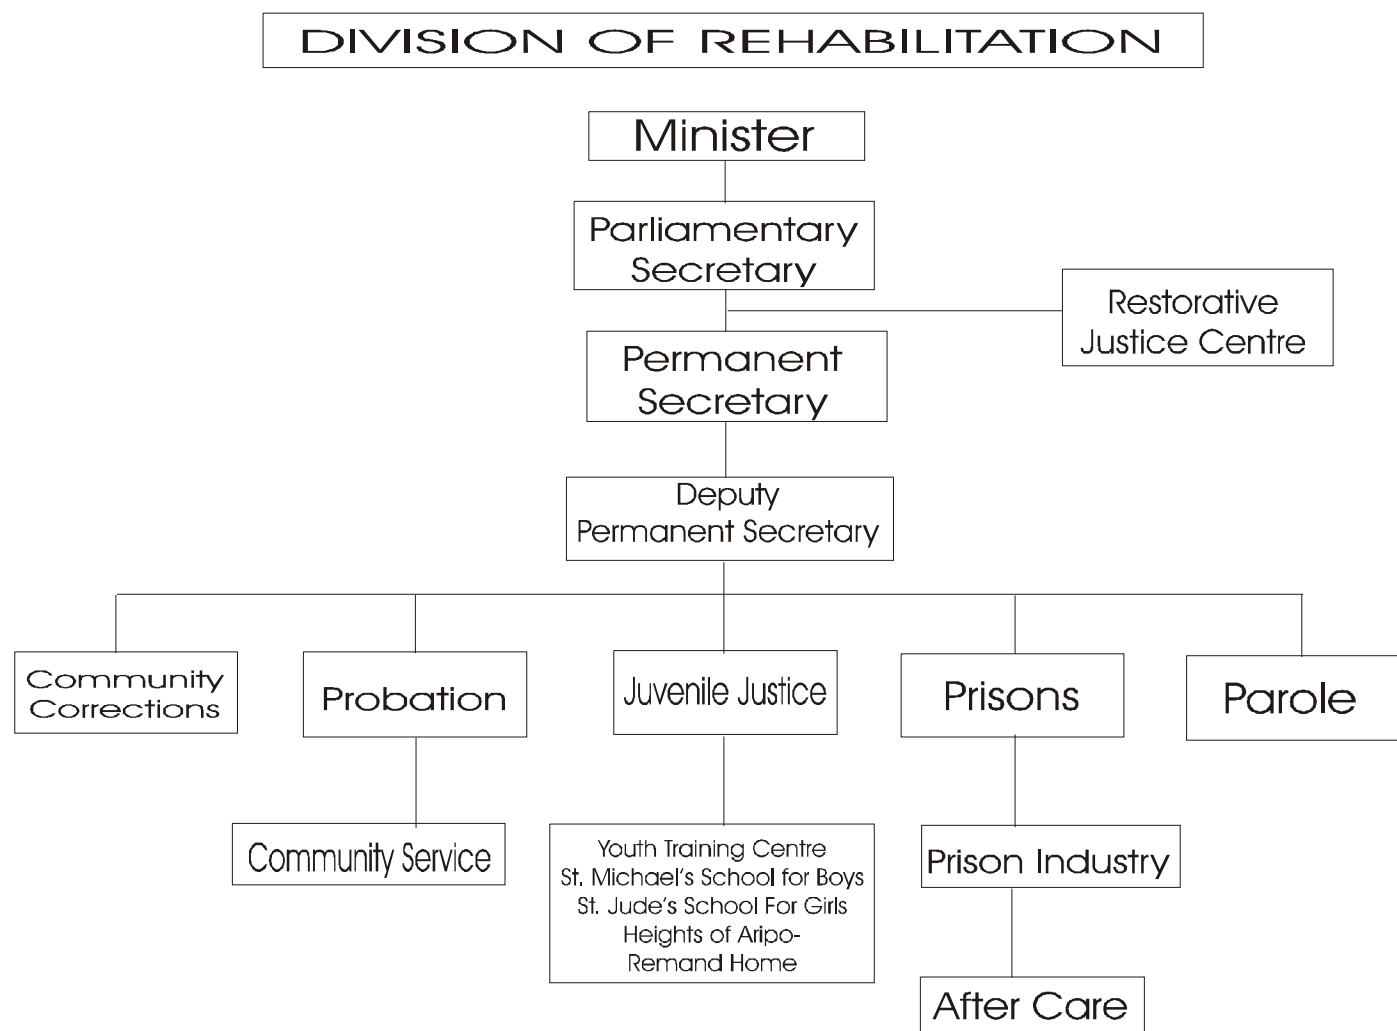 DIVISION OF REHABILITATION
Minister
Parliamentary
Secretary
Restorative
Justice Centre
Permanent
Secretary
Deputy
Permanent Secretary
Community
Corrections
Probation
Juvenile Justice
Prisons
Parole
Community Service
Youth Training Centre
St. Michael's School for Boys
St. Jude's School For Girls
Heights of Aripo-
Remand Home
Prison Industry
After Care